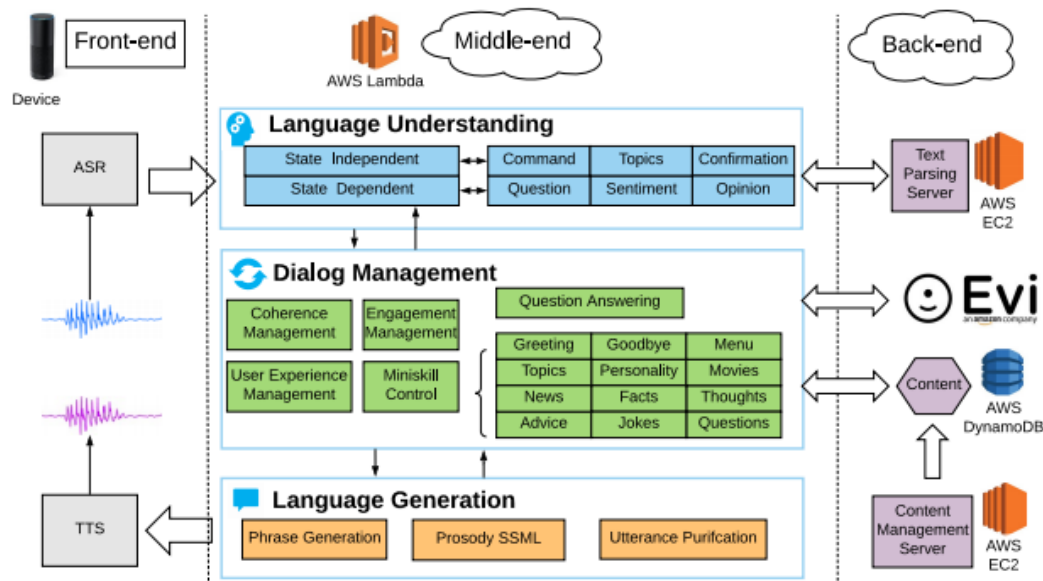 Front-end
Middle-end
Back-end
Device
AWS Lambda
Language Understanding
ASR
State Independent
State Dependent
Command
Topics
Confirmation
Question
Sentiment
Opinion
Text
Parsing
Server
AWS
EC2
Dialog Management
Coherence
Management
Engagement
Management
User Experience
Management
Miniskill
Control
Question Answering
Greeting
Goodbye
Menu
Topics
Personality
Movies
News
Facts
Thoughts
Advice
Jokes
Questions
Evi
an amazon company
Content
AWS
DynamoDB
Language Generation
TTS
Phrase Generation
Prosody SSML
Utterance Purifcation
Content
Management
Server
AWS
EC2